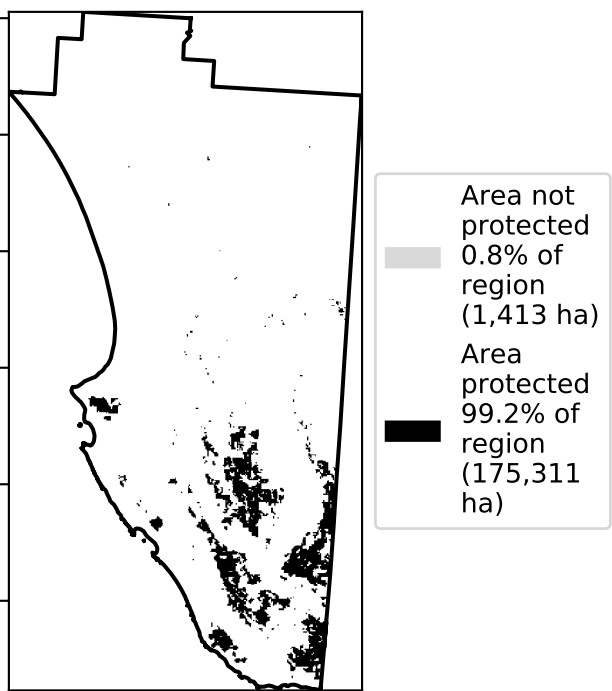 Area not
protected
0.8% of
region
(1,413 ha)
Area
protected
99.2% of
region
(175,311
ha)